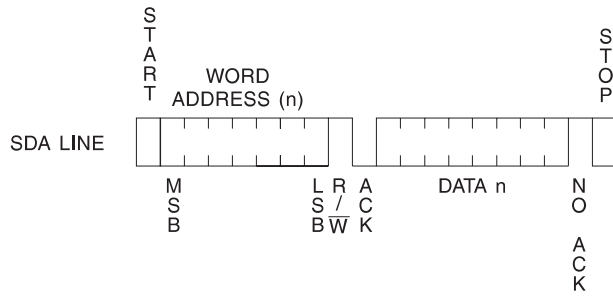 START
WORD
ADDRESS (n)
STOP
SDA LINE
MSB
LSB
R/W
ACK
DATA n
NO ACK